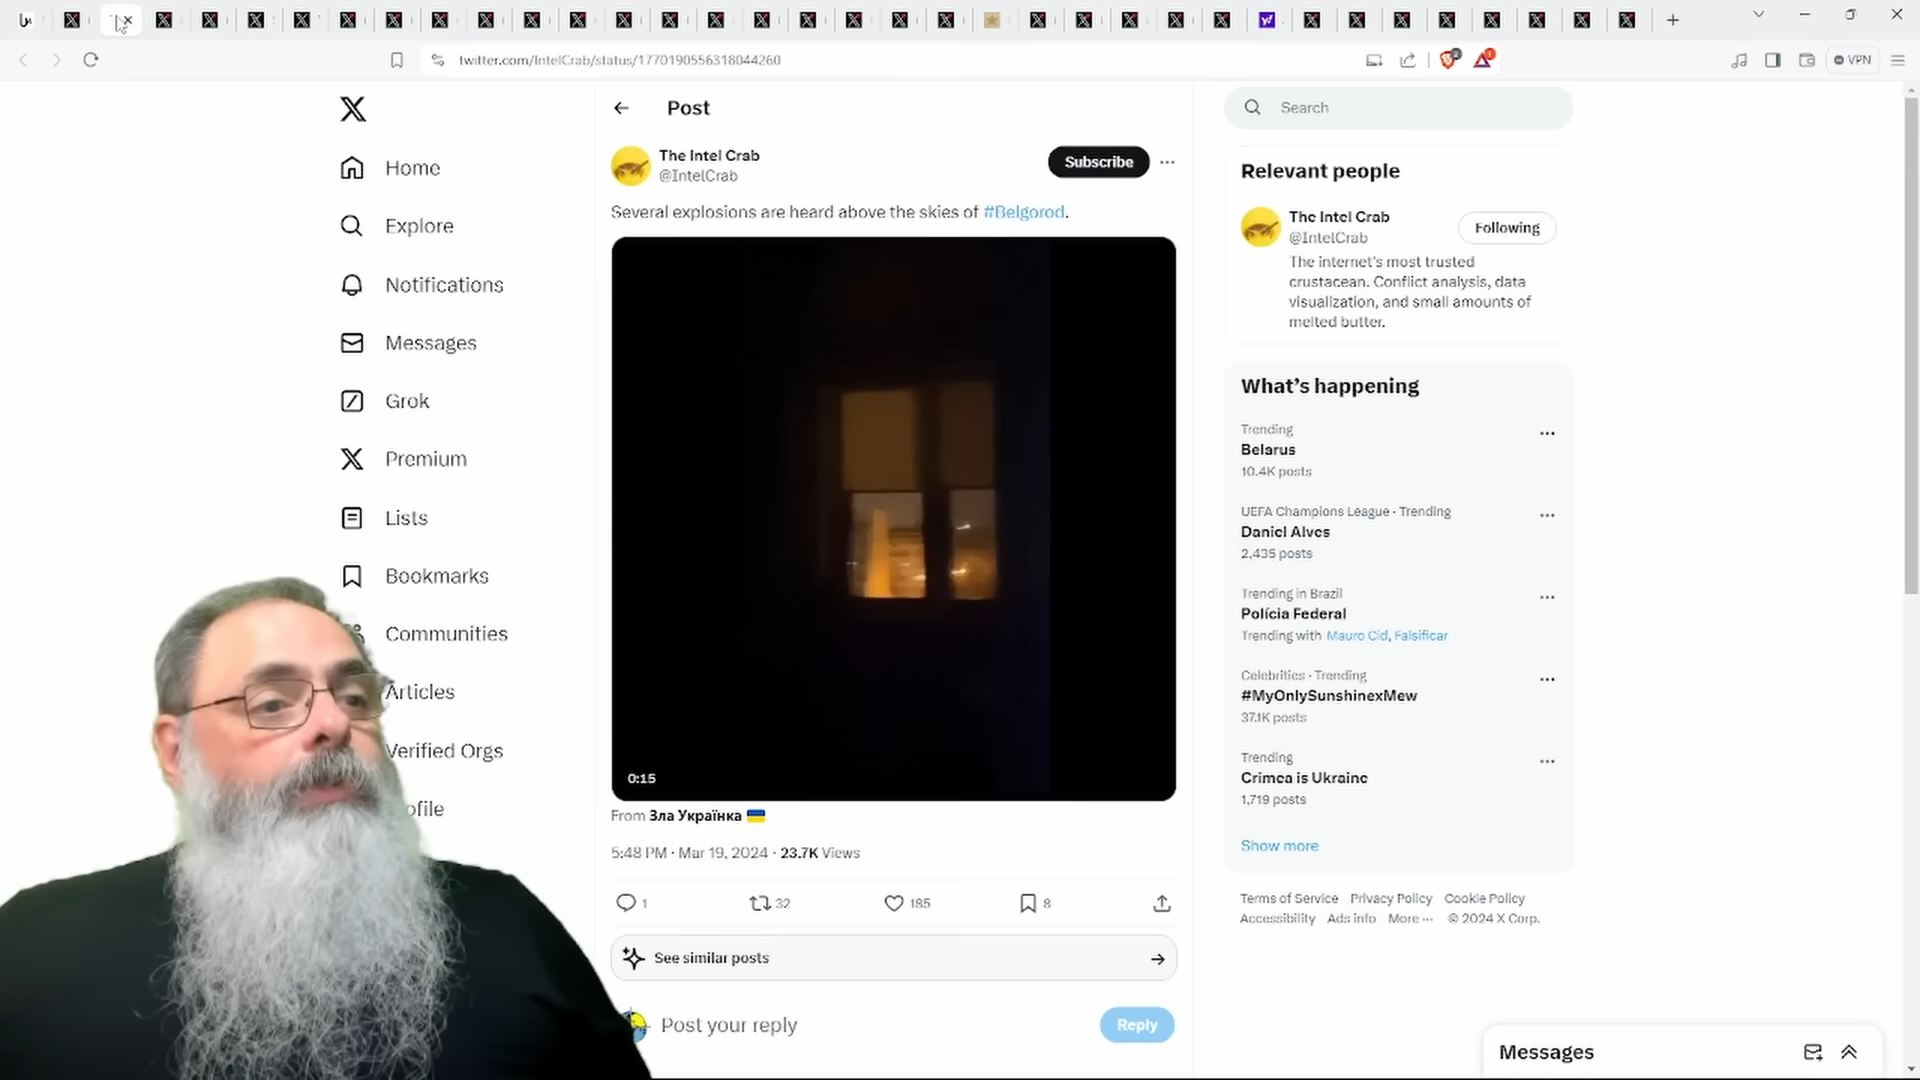 twitter.com/IntelCrab/status/1770190556318044260
VPN
Home
Explore
Notifications
Messages
Grok
Premium
Lists
Bookmarks
Communities
Articles
Verified Orgs
ofile
Post
The Intel Crab
@IntelCrab
Subscribe
Several explosions are heard above the skies of #Belgorod.
0:15
From Зла Українка
5:48 PM · Mar 19, 2024 · 23.7K Views
1
32
185
8
See similar posts
Post your reply
Reply
Search
Relevant people
The Intel Crab
@IntelCrab
Following
The internet's most trusted
crustacean. Conflict analysis, data
visualization, and small amounts of
melted butter.
What's happening
Trending
Belarus
10.4K posts
UEFA Champions League · Trending
Daniel Alves
2,435 posts
Trending in Brazil
Polícia Federal
Trending with Mauro Cid, Falsificar
Celebrities · Trending
#MyOnlySunshinexMew
37.1K posts
Trending
Crimea is Ukraine
1,719 posts
Show more
Terms of Service Privacy Policy Cookie Policy
Accessibility Ads info More ··· © 2024 X Corp.
Messages